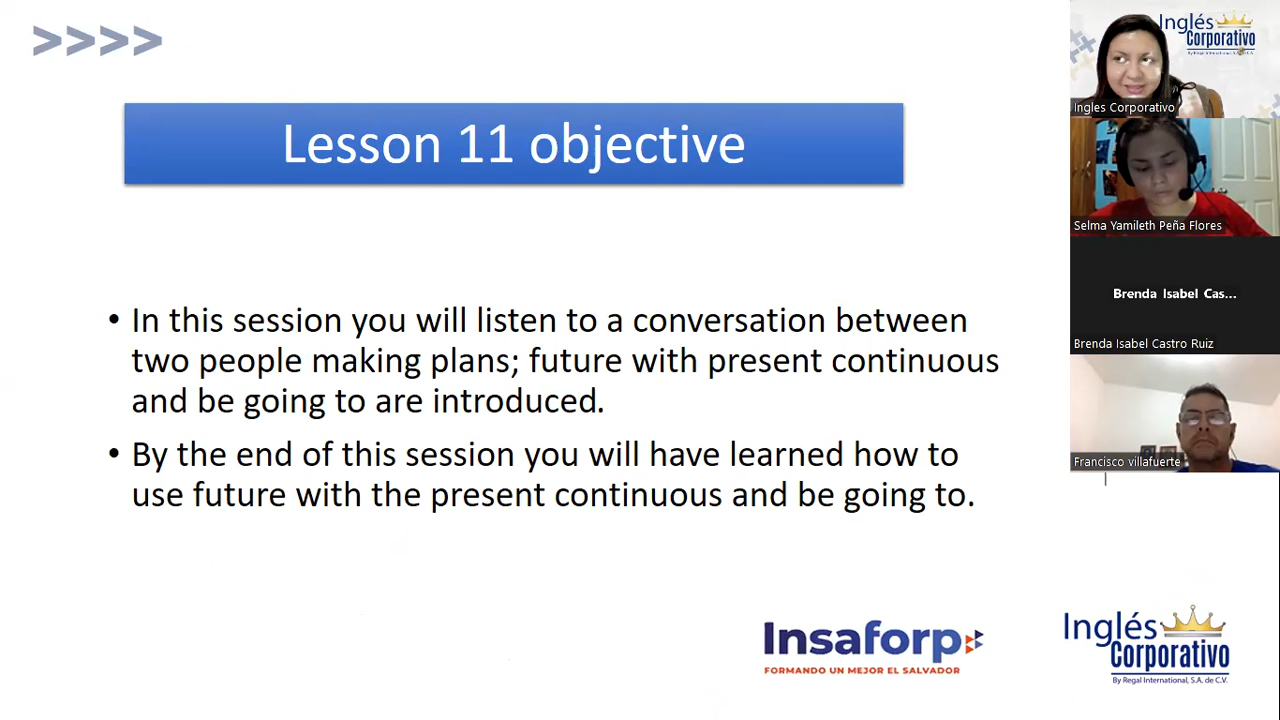 >>>>
Lesson 11 objective
• In this session you will listen to a conversation between
two people making plans; future with present continuous
and be going to are introduced.
• By the end of this session you will have learned how to
use future with the present continuous and be going to.
Insaforp
FORMANDO UN MEJOR EL SALVADOR
Inglés
Corporativo
By Regal International, S.A. de C.V.
Inglés
Corporativo
By Regal International, S.A. de C.V.
Ingles Corporativo
Selma Yamileth Peña Flores
Brenda Isabel Cas...
Brenda Isabel Castro Ruiz
Francisco villafuerte